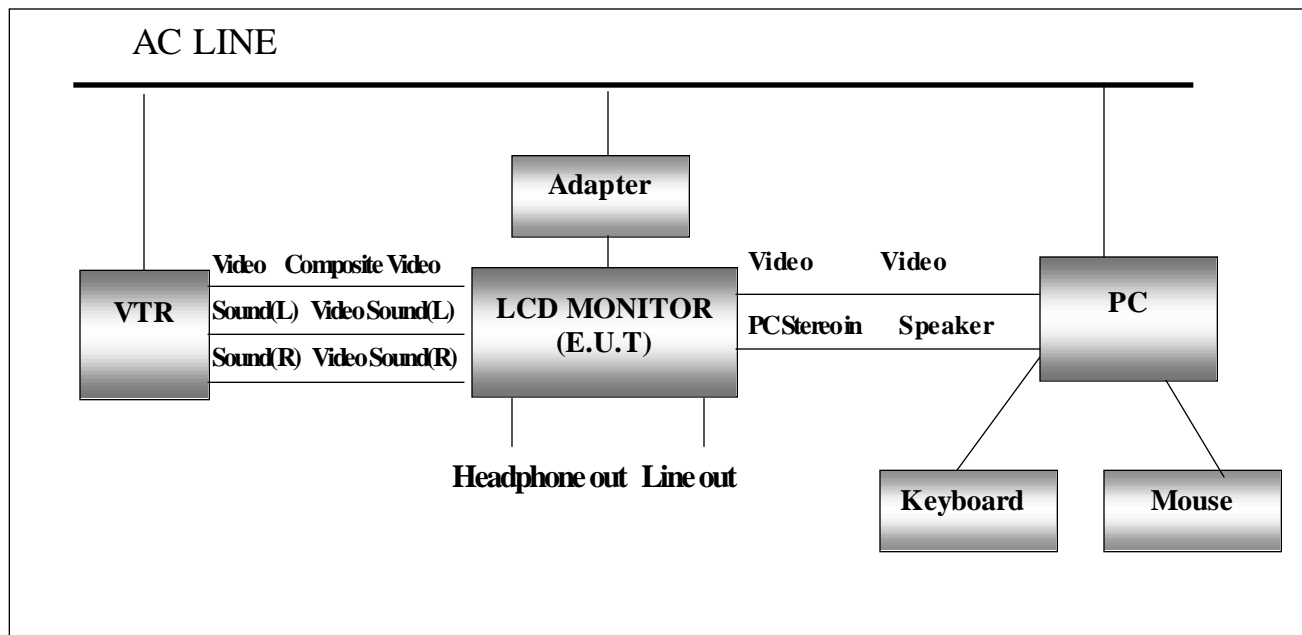 AC LINE
Adapter
Video Composite Video
Video Video
VTR
Sound(L) Video Sound(L)
LCD MONITOR
(E.U.T)
PC
PC Stereo in Speaker
Sound(R) Video Sound(R)
Headphone out Line out
Keyboard
Mouse